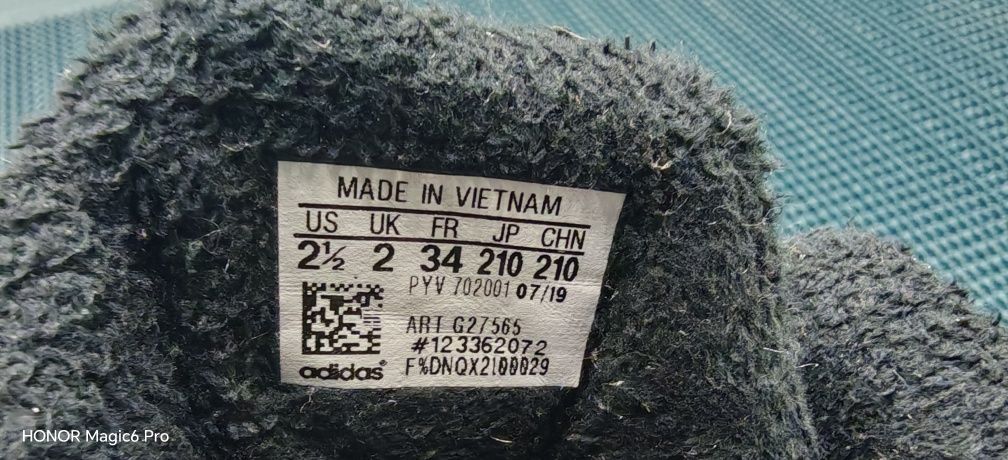 MADE IN VIETNAM
US UK FR JP CHN
2½ 2 34 210 210
PYV 702001 07/19
ART G27565
#123362072
adidas® F%DNQX2100029
HONOR Magic6 Pro